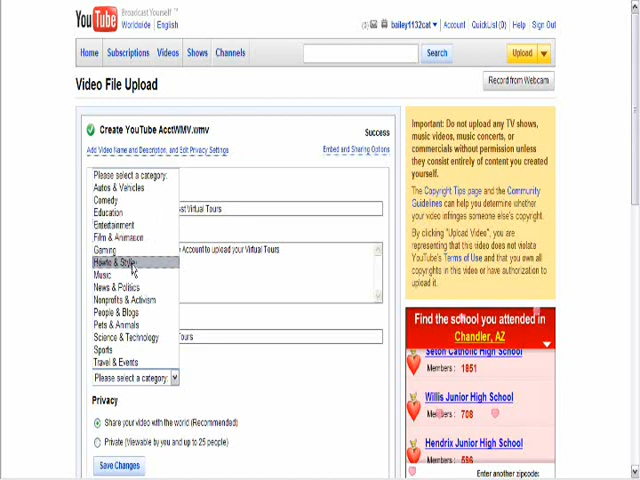 You Tube
Broadcast Yourself ™
Worldwide | English
(0) bailey1132cat ▾ | Account | QuickList (0) | Help | Sign Out
Home | Subscriptions | Videos | Shows | Channels
Search
Upload
Video File Upload
Record from Webcam
Create YouTube AcctWMV.wmv
Success
Add Video Name and Description, and Edit Privacy Settings
Embed and Sharing Options
Please select a category:
Autos & Vehicles
Comedy
Education
Entertainment
Film & Animation
Gaming
Howto & Style
Music
News & Politics
Nonprofits & Activism
People & Blogs
Pets & Animals
Science & Technology
Sports
Travel & Events
Please select a category:
Virtual Tours
Account to upload your Virtual Tours
Tours
Privacy
Share your video with the world (Recommended)
Private (Viewable by you and up to 25 people)
Save Changes
Important: Do not upload any TV shows,
music videos, music concerts, or
commercials without permission unless
they consist entirely of content you created
yourself.
The Copyright Tips page and the Community
Guidelines can help you determine whether
your video infringes someone else's copyright.
By clicking "Upload Video", you are
representing that this video does not violate
YouTube's Terms of Use and that you own all
copyrights in this video or have authorization to
upload it.
Find the school you attended in
Chandler, AZ
Seton Catholic High School
Members : 1851
Willis Junior High School
Members : 708
Hendrix Junior High School
Members : 596
Enter another zipcode: